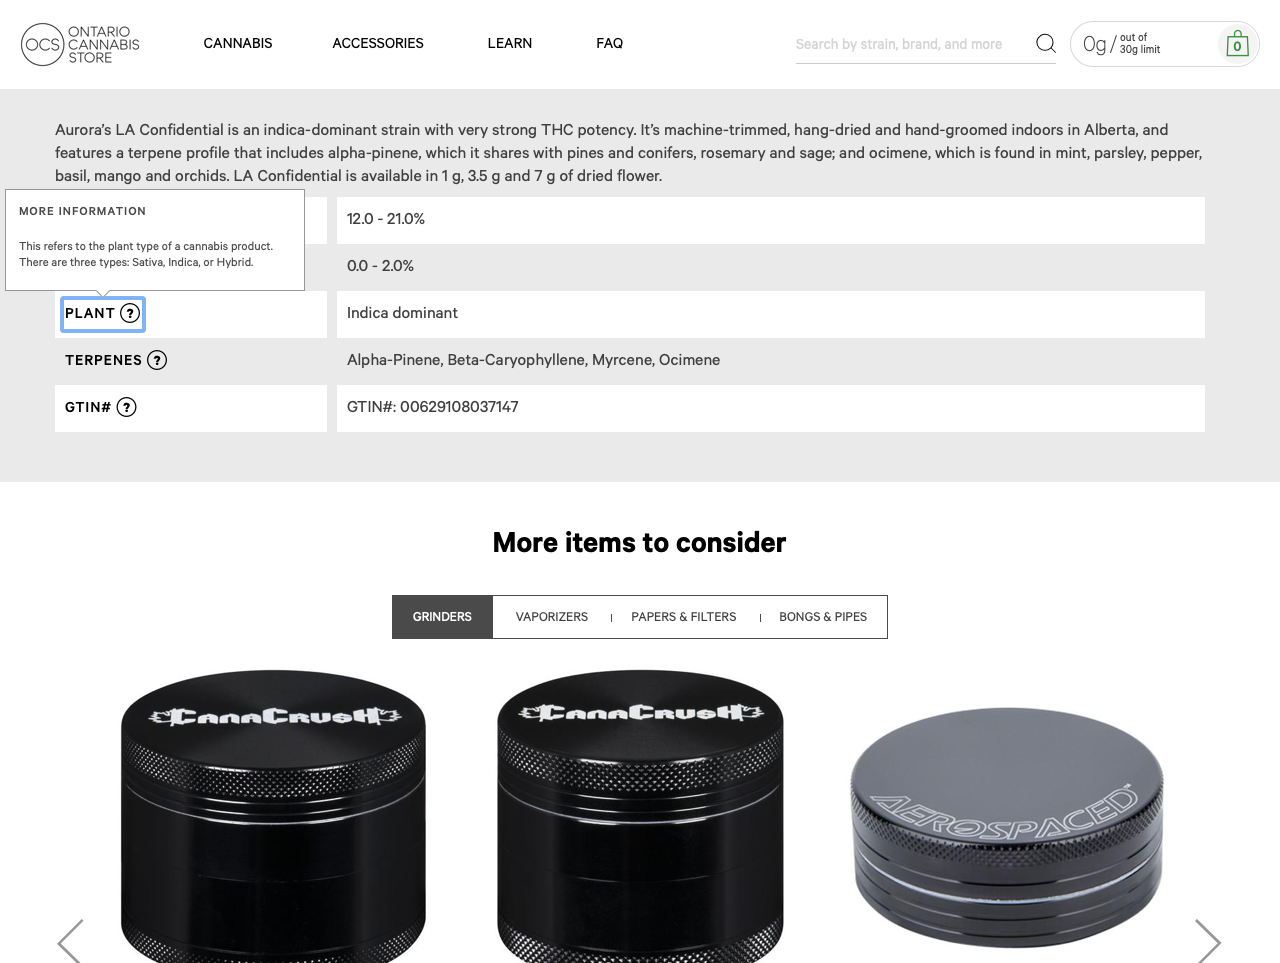 OCS
ONTARIO
CANNABIS
STORE
CANNABIS
ACCESSORIES
LEARN
FAQ
Search by strain, brand, and more
0g / out of
30g limit
0
Aurora’s LA Confidential is an indica-dominant strain with very strong THC potency. It’s machine-trimmed, hang-dried and hand-groomed indoors in Alberta, and
features a terpene profile that includes alpha-pinene, which it shares with pines and conifers, rosemary and sage; and ocimene, which is found in mint, parsley, pepper,
basil, mango and orchids. LA Confidential is available in 1 g, 3.5 g and 7 g of dried flower.
MORE INFORMATION
This refers to the plant type of a cannabis product.
There are three types: Sativa, Indica, or Hybrid.
12.0 - 21.0%
0.0 - 2.0%
PLANT ? Indica dominant
TERPENES ? Alpha-Pinene, Beta-Caryophyllene, Myrcene, Ocimene
GTIN# ? GTIN#: 00629108037147
More items to consider
GRINDERS
VAPORIZERS
PAPERS & FILTERS
BONGS & PIPES
CANACRUSH
CANACRUSH
AEROSPACED™